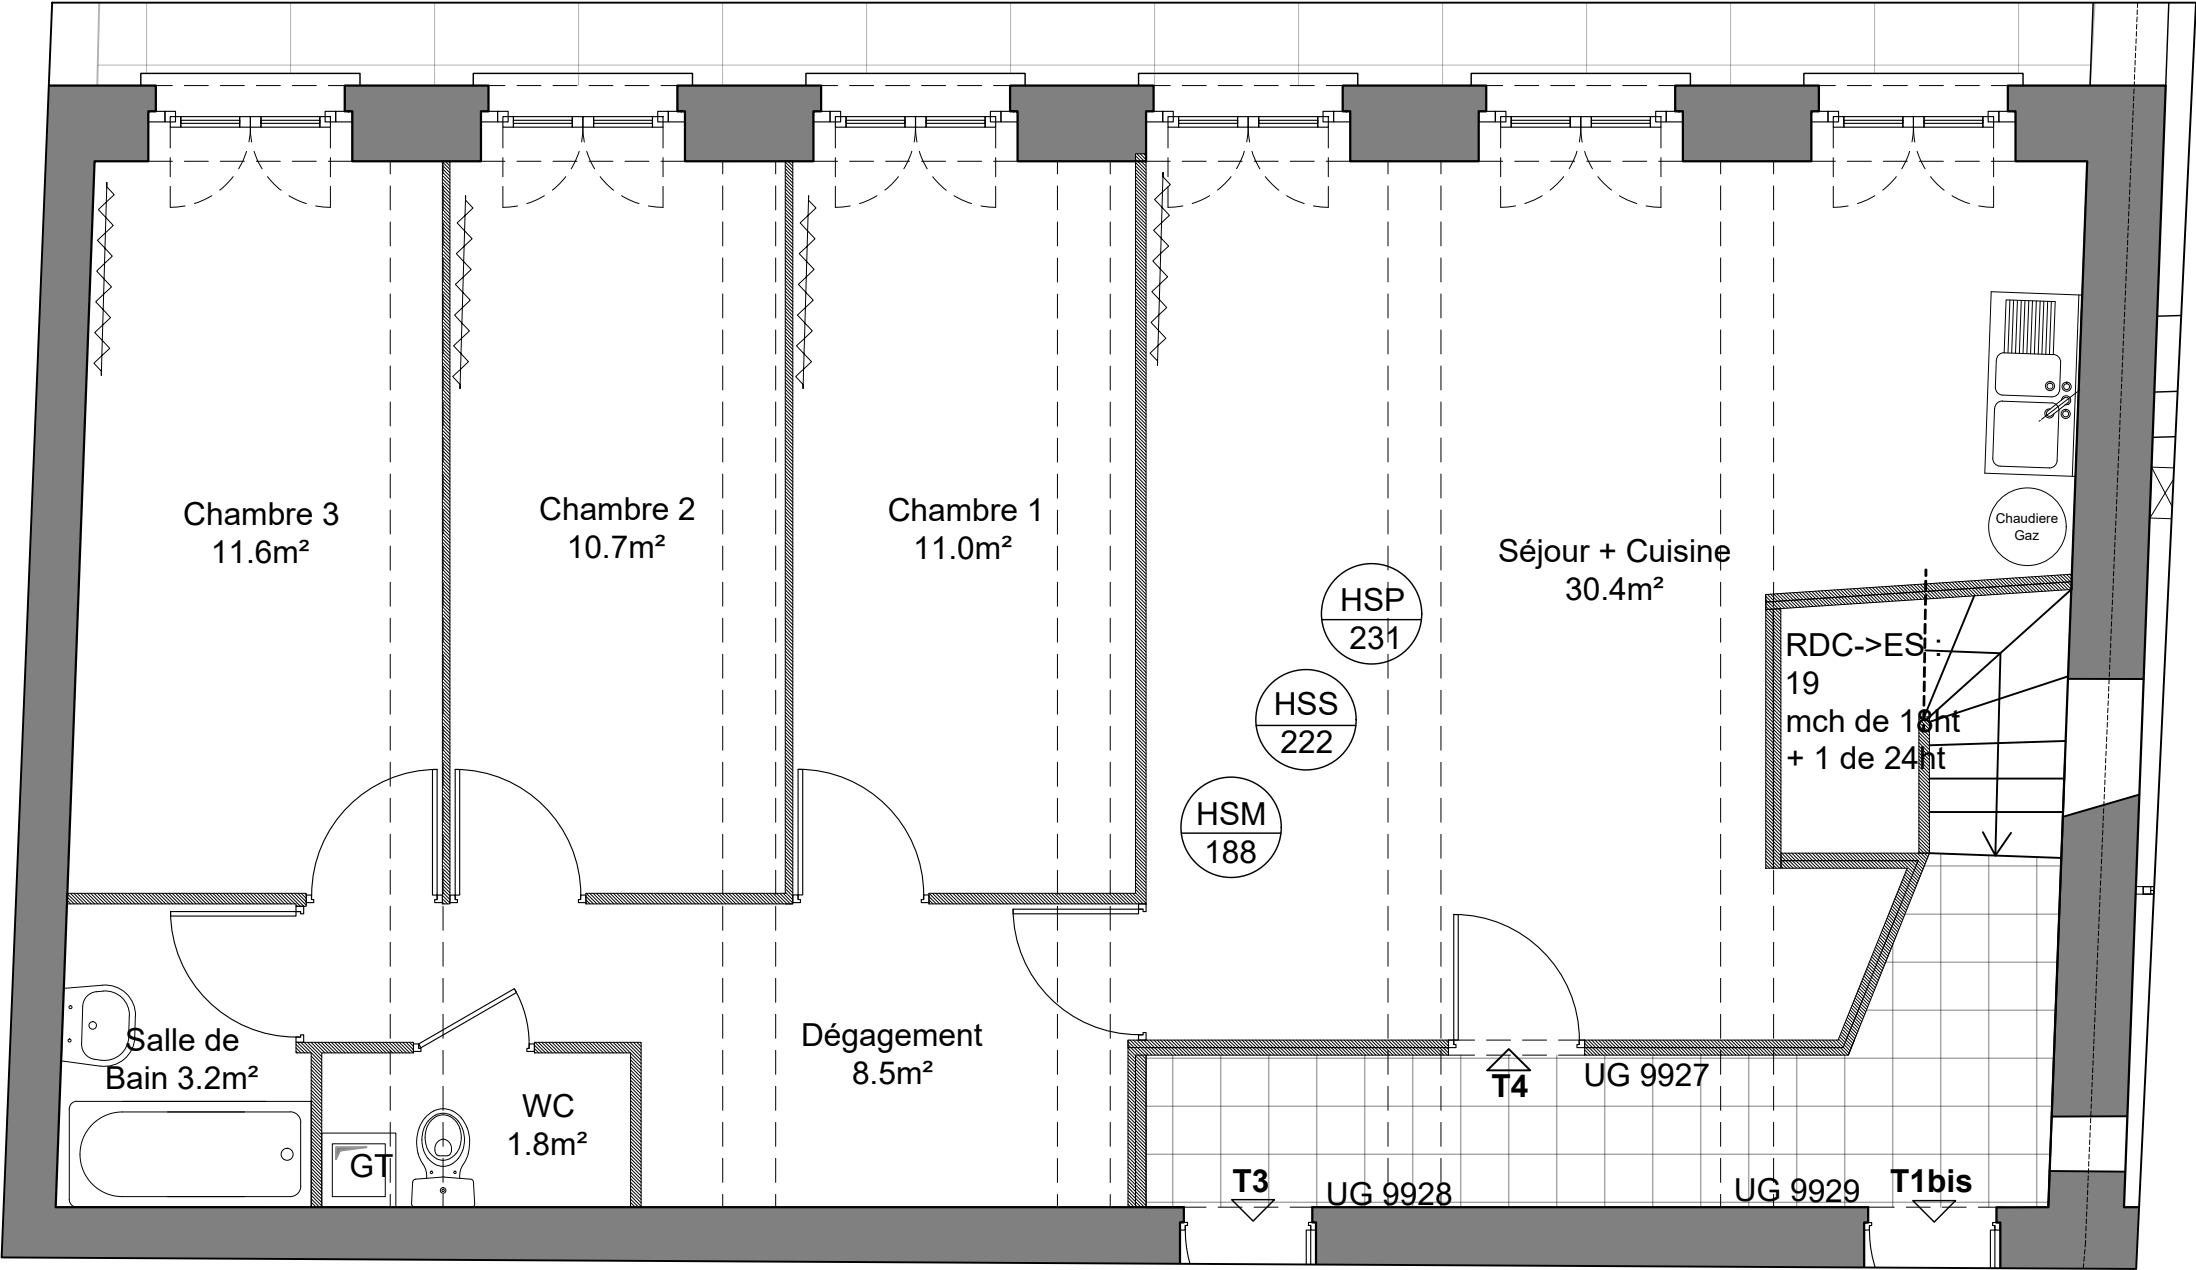 Chambre 3
11.6m²
Chambre 2
10.7m²
Chambre 1
11.0m²
Séjour + Cuisine
30.4m²
Chaudiere
Gaz
HSP
231
HSS
222
HSM
188
RDC->ES :
19
mch de 18ht
+ 1 de 24ht
Salle de
Bain 3.2m²
WC
1.8m²
GT
Dégagement
8.5m²
T4
UG 9927
T3
UG 9928
UG 9929
T1bis